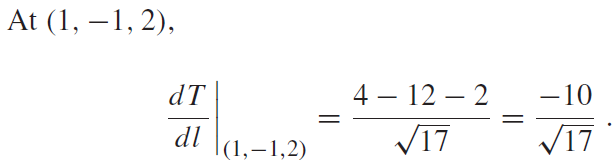 At (1, −1, 2),
dT/dl |(1,−1,2) = (4 − 12 − 2)/√17 = −10/√17 .